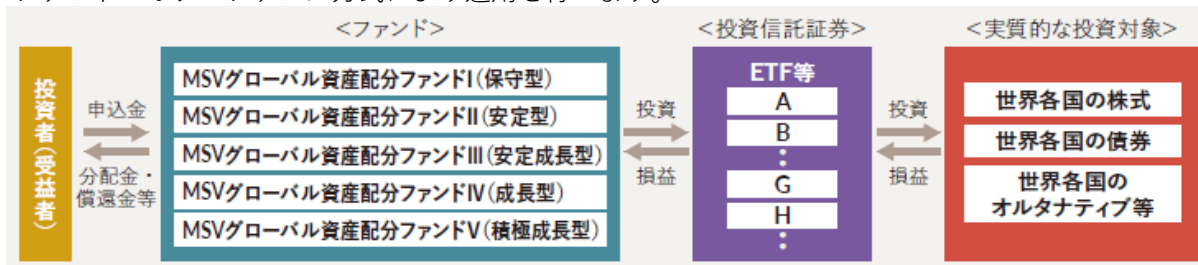 <ファンド>
<投資信託証券>
<実質的な投資対象>
投資者(受益者)
申込金
分配金・
償還金等
MSVグローバル資産配分ファンドⅠ(保守型)
MSVグローバル資産配分ファンドⅡ(安定型)
MSVグローバル資産配分ファンドⅢ(安定成長型)
MSVグローバル資産配分ファンドⅣ(成長型)
MSVグローバル資産配分ファンドⅤ(積極成長型)
投資
損益
ETF等
A
B
⋮
G
H
⋮
投資
損益
世界各国の株式
世界各国の債券
世界各国の
オルタナティブ等